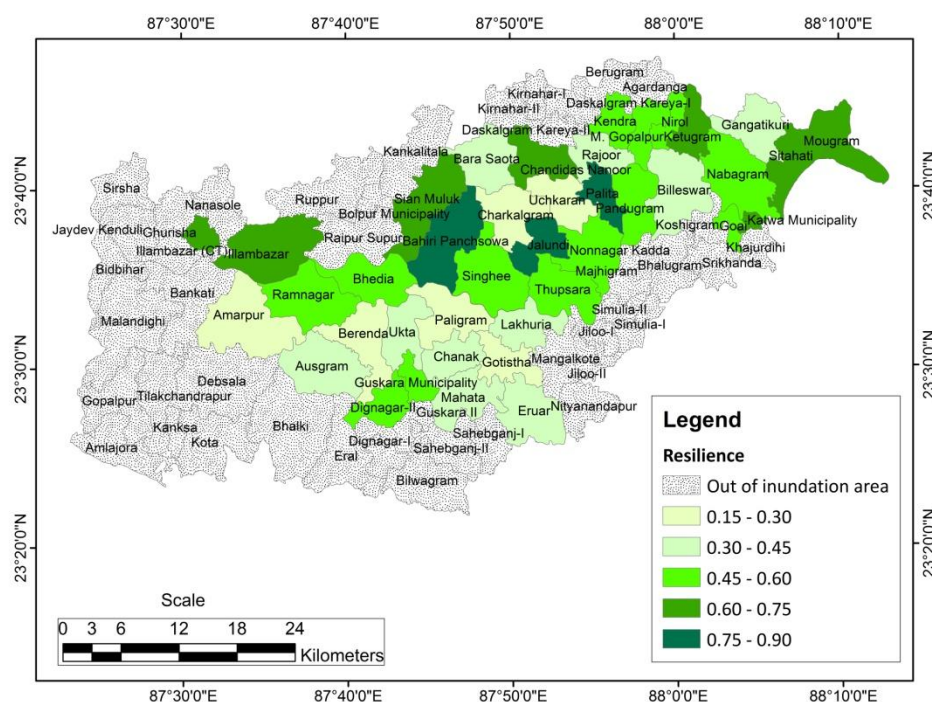 87°30'0"E 87°40'0"E 87°50'0"E 88°0'0"E 88°10'0"E
Berugram
Agardanga
Kirnahar-I
Kirnahar-II
Daskalgram Kareya-I
Kendra
Nirol
Gangatikuri
Mougram
Daskalgram Kareya-II
M. Gopalpur
Ketugram
Kankalitala
Bara Saota
Rajoor
Sitahati
Chandidas Nanoor
Nabagram
23°40'0"N
Sirsha
Nanasole
Ruppur
Sian Muluk
Uchkaran
Palita
Billeswar
23°40'0"N
Bolpur Municipality
Charkalgram
Pandugram
Katwa Municipality
Jaydev Kenduli
Ghurisha
Raipur Supur
Bahiri Panchsowa
Jalundi
Koshigram
Goai
Illambazar (CT)
Illambazar
Nonnagar Kadda
Khajurdihi
Bidbihar
Bhedia
Singhee
Majhigram
Bhalugram
Srikhanda
Bankati
Ramnagar
Thupsara
Malandighi
Amarpur
Simulia-II
Berenda
Ukta
Paligram
Lakhuria
Jiloo-I
Simulia-I
23°30'0"N
Ausgram
Chanak
Gotistha
Mangalkote
Jiloo-II
23°30'0"N
Debsala
Guskara Municipality
Gopalpur
Tilakchandrapur
Mahata
Dignagar-II
Guskara II
Eruar
Nityanandapur
Kanksa
Bhalki
Sahebganj-I
Amlajora
Kota
Dignagar-I
Eral
Sahebganj-II
Bilwagram
23°20'0"N
23°20'0"N
Legend
Resilience
Out of inundation area
0.15 - 0.30
0.30 - 0.45
0.45 - 0.60
0.60 - 0.75
0.75 - 0.90
Scale
0 3 6 12 18 24
Kilometers
87°30'0"E 87°40'0"E 87°50'0"E 88°0'0"E 88°10'0"E